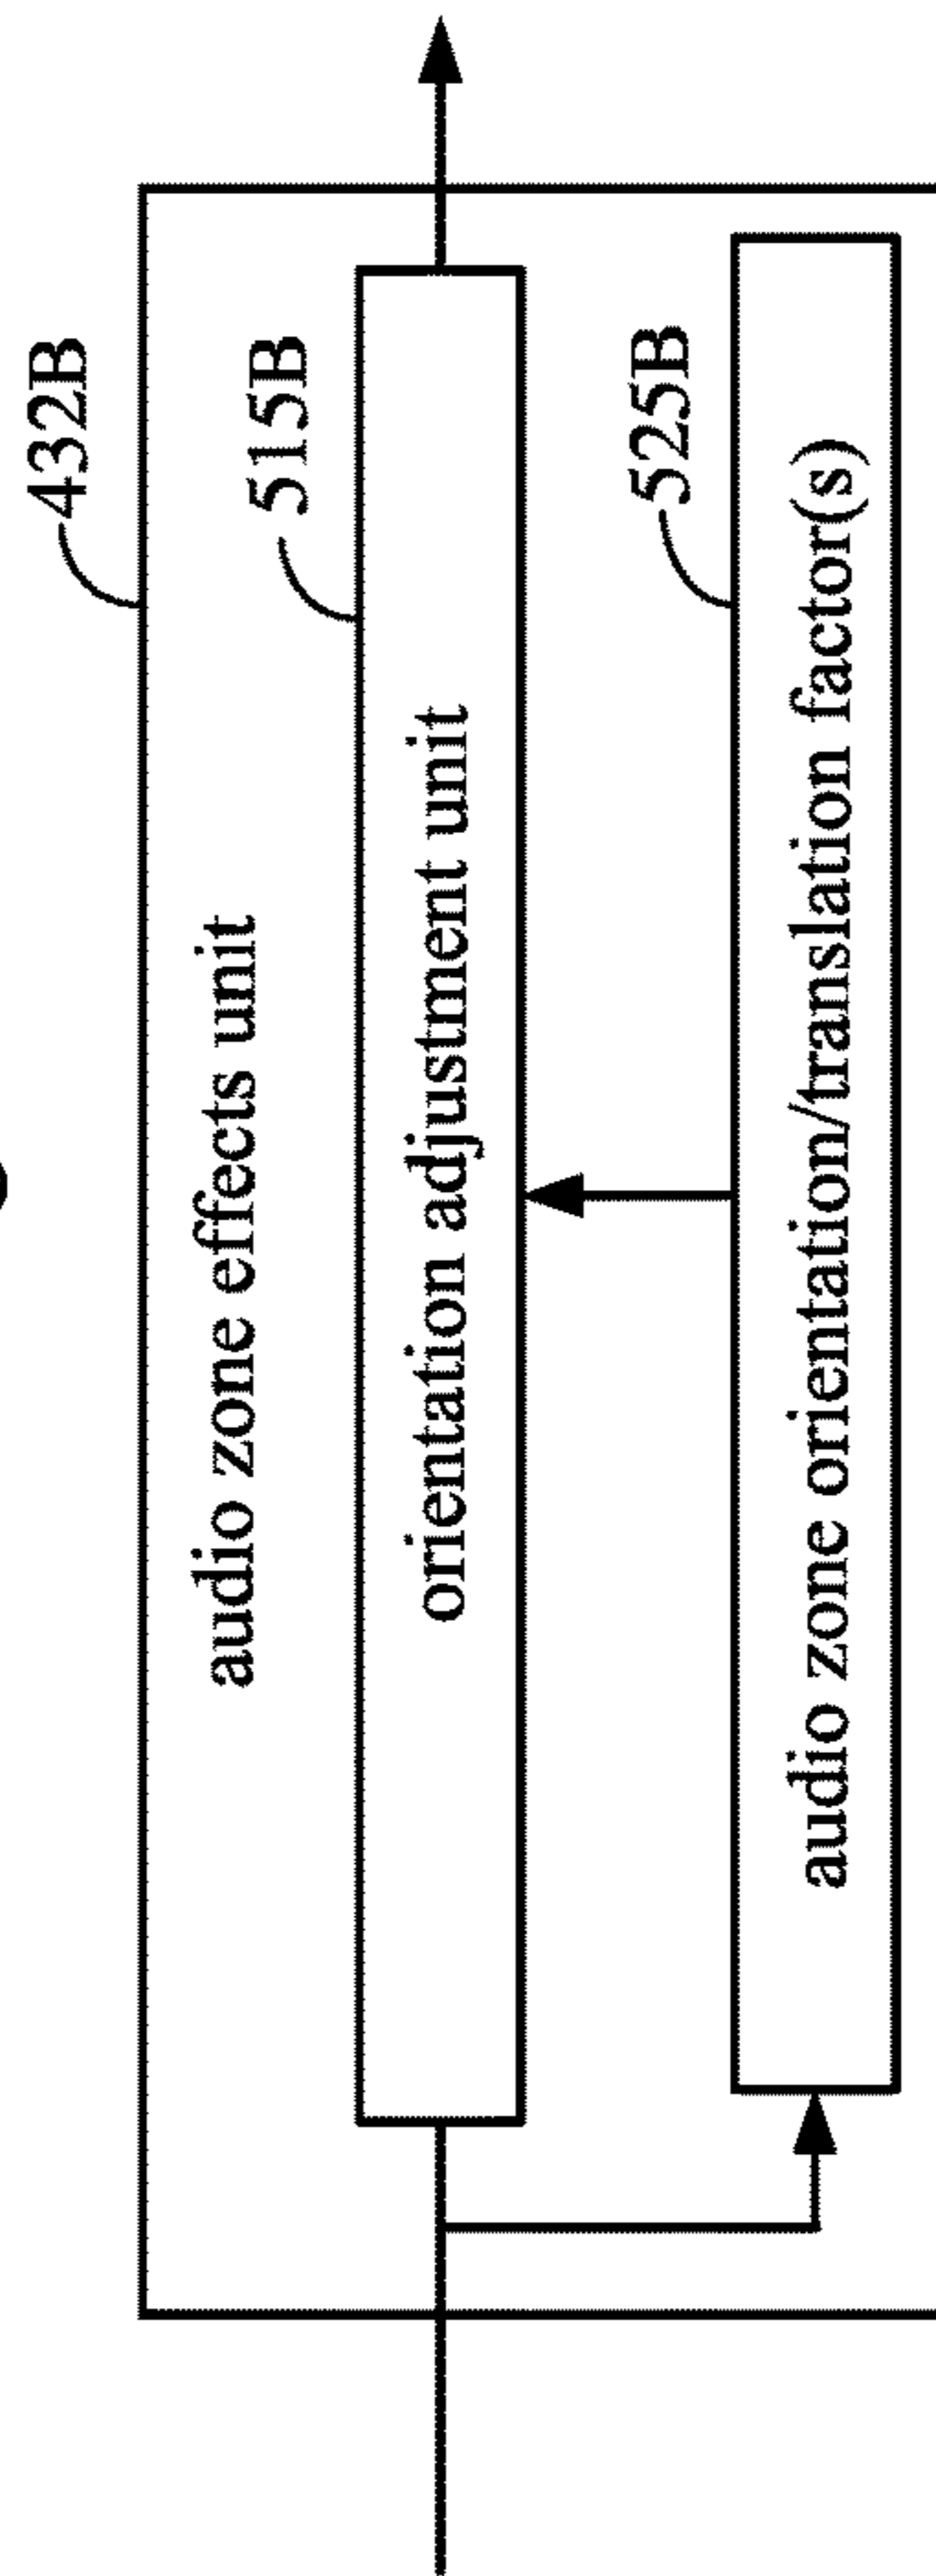 432B
audio zone effects unit
515B
orientation adjustment unit
525B
audio zone orientation/translation factor(s)